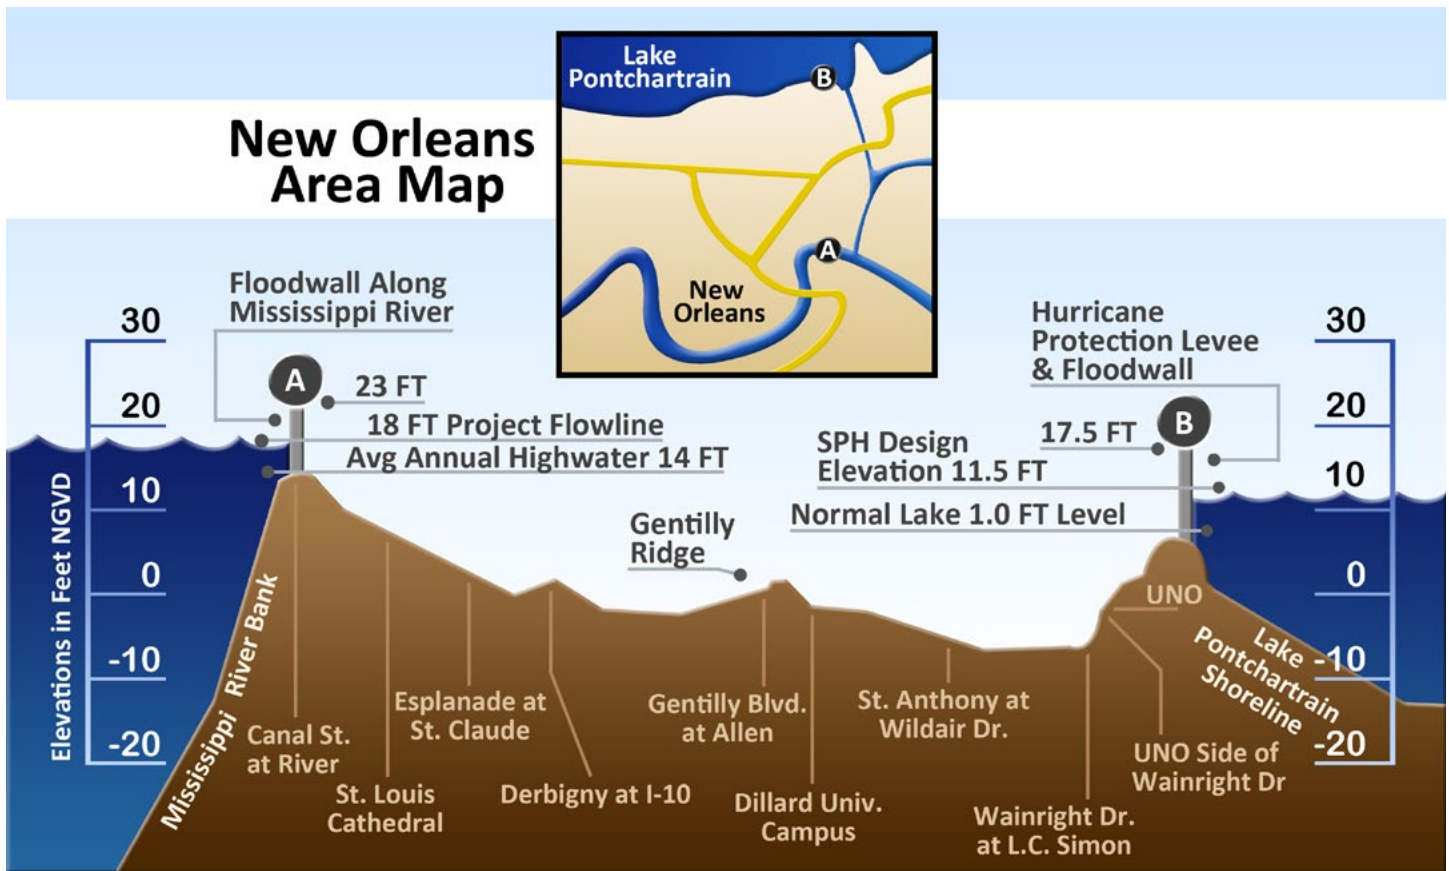 Lake
Pontchartrain
B
New Orleans
Area Map
A
New
Orleans
Floodwall Along
Mississippi River
Hurricane
Protection Levee
& Floodwall
30
20
10
0
-10
-20
Elevations in Feet NGVD
A
23 FT
18 FT Project Flowline
Avg Annual Highwater 14 FT
Gentilly
Ridge
SPH Design
Elevation 11.5 FT
17.5 FT
B
Normal Lake 1.0 FT Level
30
20
10
0
-10
-20
UNO
Lake
Pontchartrain
Shoreline
Mississippi River Bank
Canal St.
at River
St. Louis
Cathedral
Esplanade at
St. Claude
Derbigny at I-10
Gentilly Blvd.
at Allen
Dillard Univ.
Campus
St. Anthony at
Wildair Dr.
Wainright Dr.
at L.C. Simon
UNO Side of
Wainright Dr